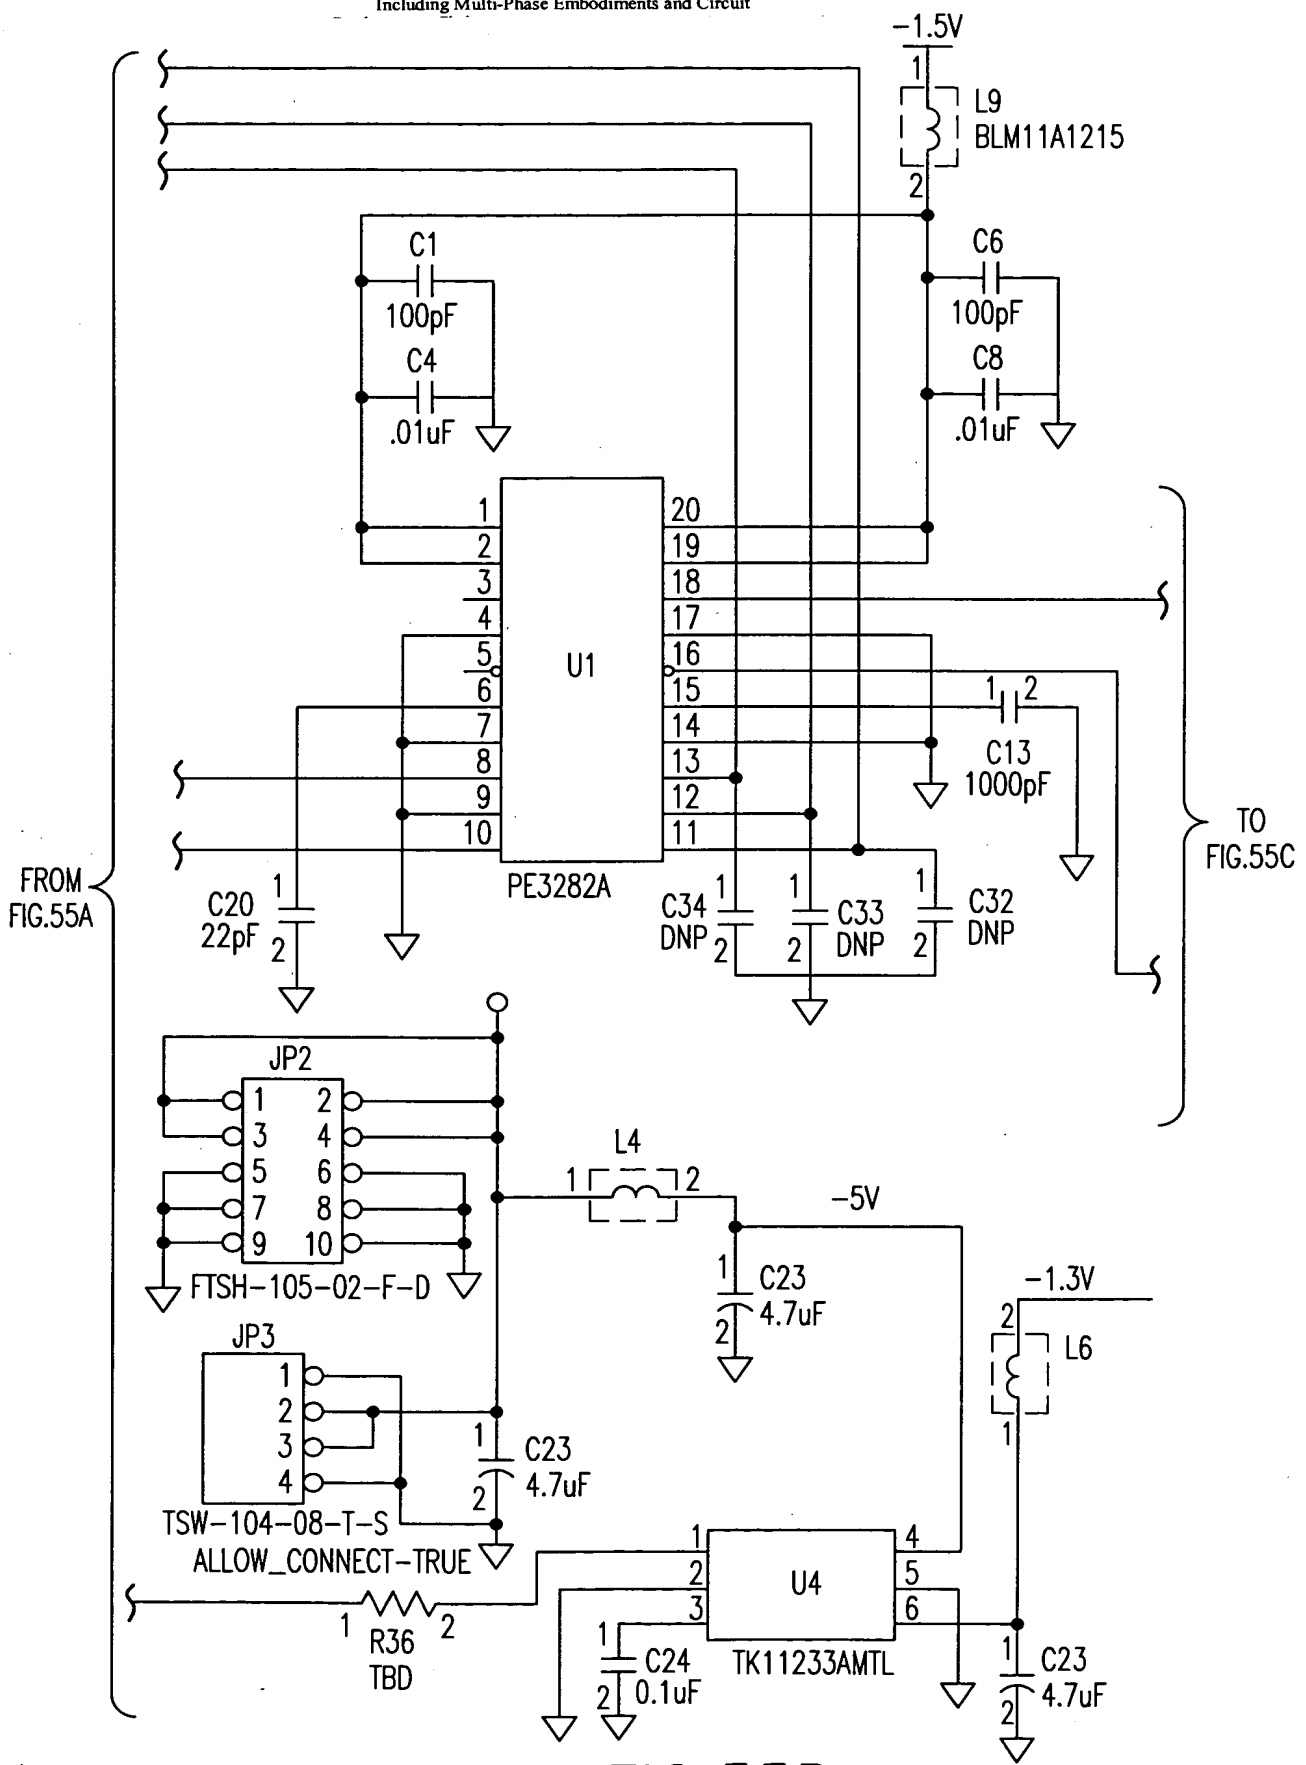 Including Multi-Phase Embodiments and Circuit
-1.5V
1
L9
BLM11A1215
2
C1
100pF
C4
.01uF
C6
100pF
C8
.01uF
1
2
3
4
5
6
7
8
9
10
U1
20
19
18
17
16
15
14
13
12
11
PE3282A
1 2
C13
1000pF
TO
FIG.55C
FROM
FIG.55A
1
C20
22pF
2
1
C34
DNP
2
1
C33
DNP
2
1
C32
DNP
2
JP2
1 2
3 4
5 6
7 8
9 10
FTSH-105-02-F-D
L4
1 2
-5V
1
C23
4.7uF
2
-1.3V
2
L6
1
JP3
1
2
3
4
TSW-104-08-T-S
ALLOW_CONNECT-TRUE
1
C23
4.7uF
2
1 2
R36
TBD
1
2
3
U4
4
5
6
TK11233AMTL
1
C24
0.1uF
2
1
C23
4.7uF
2